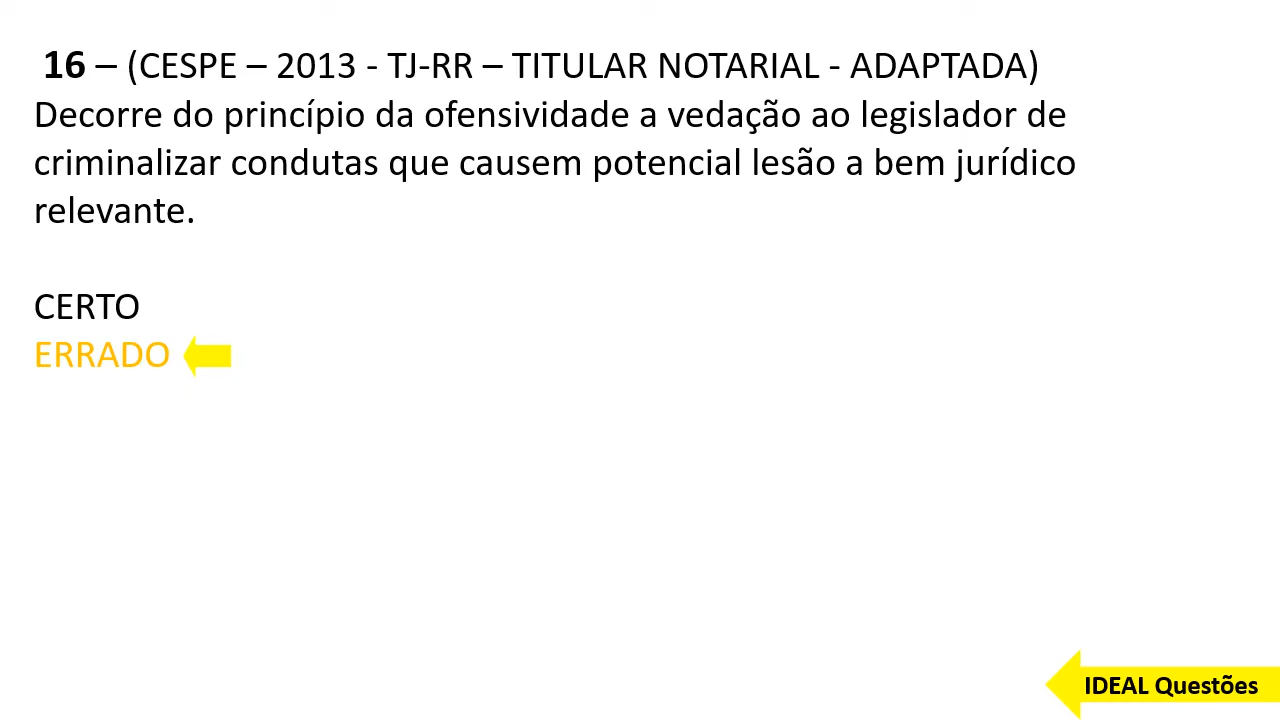 16 – (CESPE – 2013 - TJ-RR – TITULAR NOTARIAL - ADAPTADA)
Decorre do princípio da ofensividade a vedação ao legislador de
criminalizar condutas que causem potencial lesão a bem jurídico
relevante.
CERTO
ERRADO
IDEAL Questões